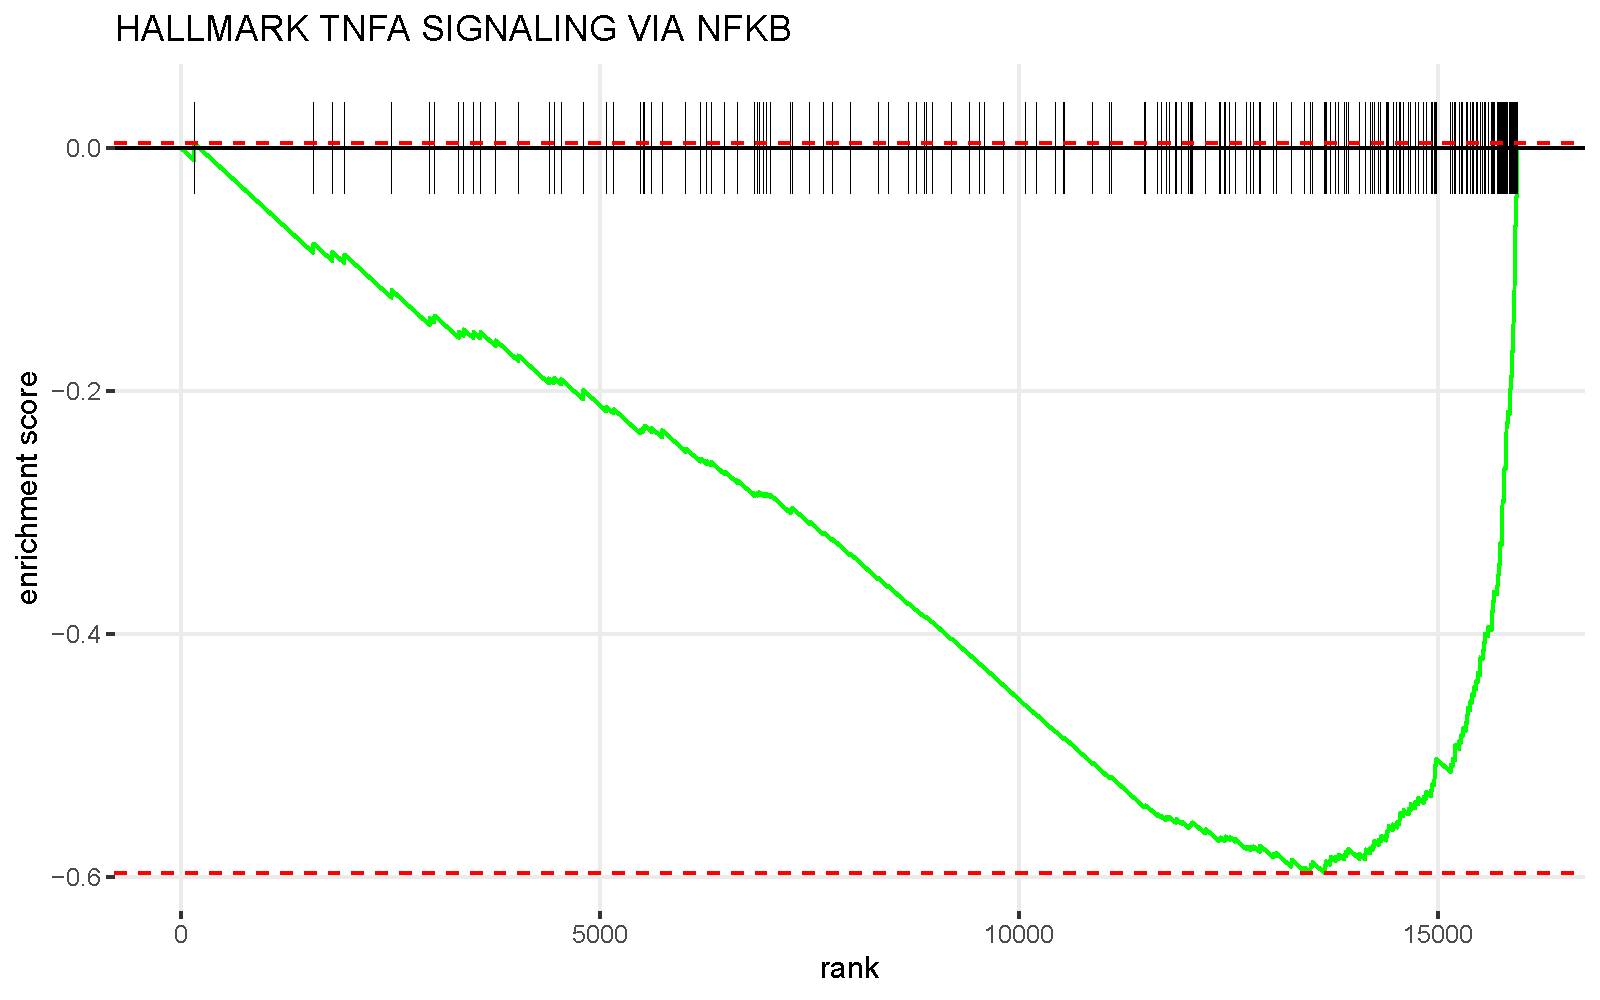 HALLMARK TNFA SIGNALING VIA NFKB
enrichment score
0.0
−0.2
−0.4
−0.6
0 5000 10000 15000
rank